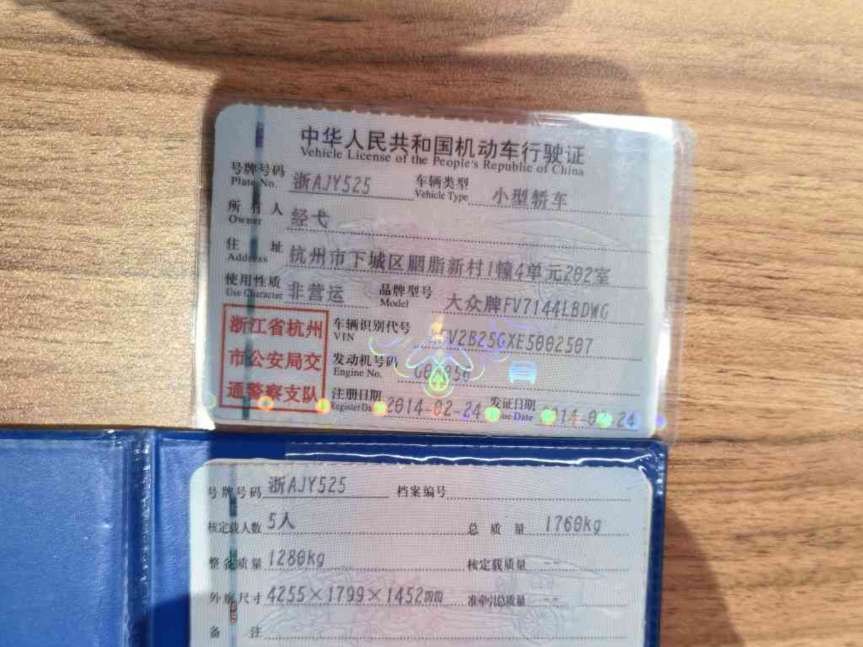 中华人民共和国机动车行驶证
Vehicle License of the People's Republic of China
号牌号码 浙AJY525 车辆类型 小型轿车
Plate No. Vehicle Type
所有人 经弋
Owner
住址 杭州市下城区胭脂新村1幢4单元202室
Address
使用性质 非营运 品牌型号 大众牌FV7144LBDWG
Use Character Model
浙江省杭州
市公安局交
通警察支队
车辆识别代号 FV2B25GXE5002507
VIN
发动机号码
Engine No.
注册日期 2014-02-24 发证日期 2014-02-24
Register Date Issue Date
号牌号码 浙AJY525 档案编号
核定载人数 5人 总质量 1760kg
整备质量 1280kg 核定载质量 --
外廓尺寸 4255×1799×1452 准牵引总质量 --
备注